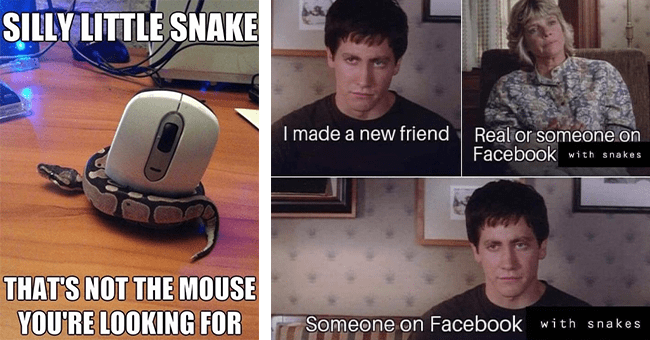 SILLY LITTLE SNAKE
THAT'S NOT THE MOUSE
YOU'RE LOOKING FOR
I made a new friend
Real or someone on
Facebook with snakes
Someone on Facebook with snakes